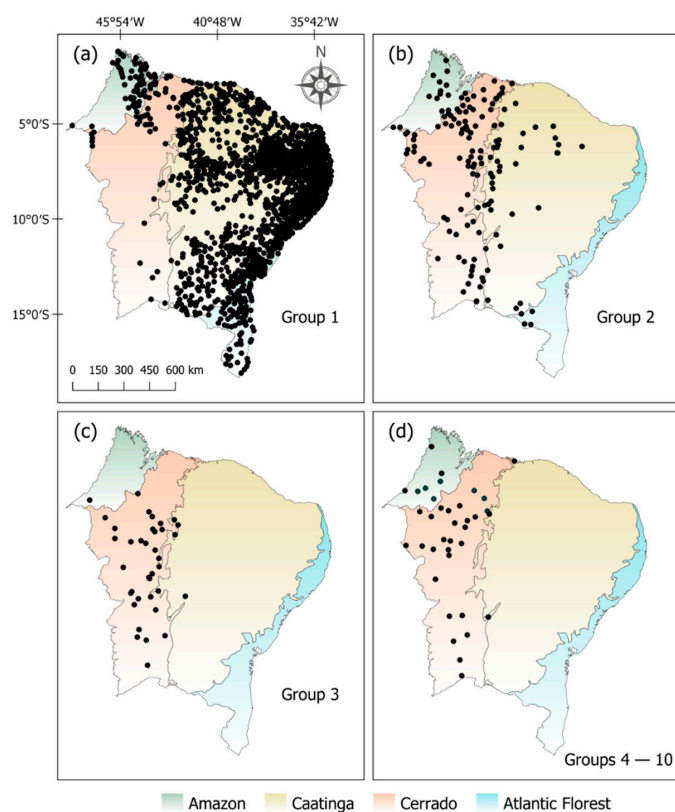 45°54'W 40°48'W 35°42'W
(a)
N
(b)
5°0'S
10°0'S
15°0'S
Group 1
Group 2
0 150 300 450 600 km
(c)
(d)
Group 3
Groups 4 — 10
Amazon Caatinga Cerrado Atlantic Florest